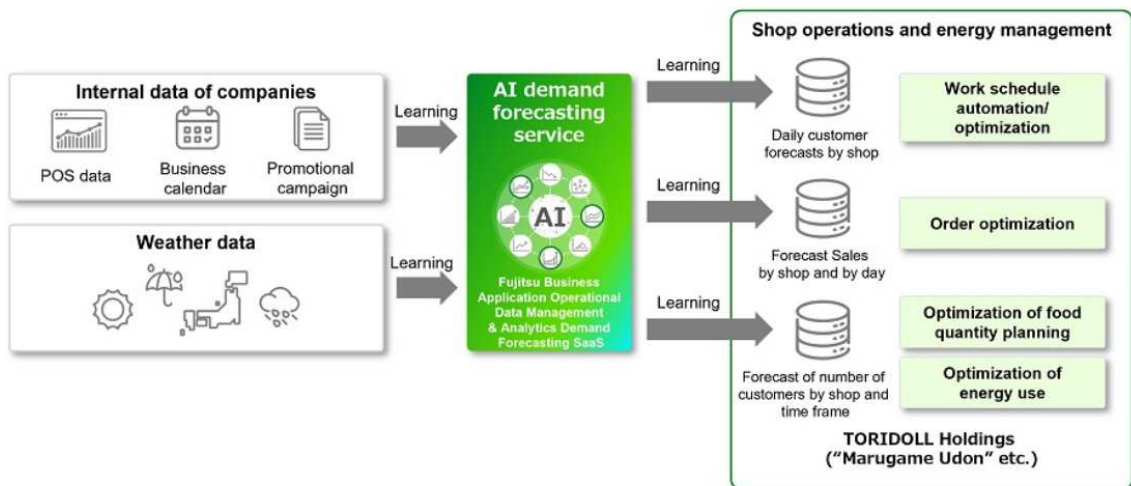 Internal data of companies
POS data
Business
calendar
Promotional
campaign
Weather data
Learning
Learning
AI demand
forecasting
service
AI
Fujitsu Business
Application Operational
Data Management
& Analytics Demand
Forecasting SaaS
Learning
Learning
Learning
Shop operations and energy management
Daily customer
forecasts by shop
Work schedule
automation/
optimization
Forecast Sales
by shop and by day
Order optimization
Forecast of number of
customers by shop and
time frame
Optimization of food
quantity planning
Optimization of
energy use
TORIDOLL Holdings
(“Marugame Udon” etc.)